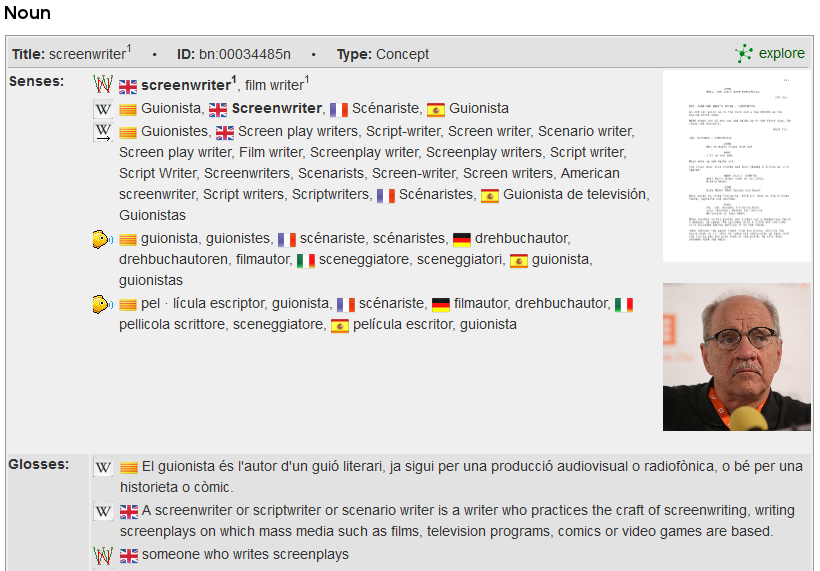 Noun
Title: screenwriter1 • ID: bn:00034485n • Type: Concept explore
Senses:
screenwriter1, film writer1
W Guionista, Screenwriter, Scénariste, Guionista
W Guionistes, Screen play writers, Script-writer, Screen writer, Scenario writer,
Screen play writer, Film writer, Screenplay writer, Screenplay writers, Script writer,
Script Writer, Screenwriters, Scenarists, Screen-writer, Screen writers, American
screenwriter, Script writers, Scriptwriters, Scénaristes, Guionista de televisión,
Guionistas
guionista, guionistes, scénariste, scénaristes, drehbuchautor,
drehbuchautoren, filmautor, sceneggiatore, sceneggiatori, guionista,
guionistas
pel · lícula escriptor, guionista, scénariste, filmautor, drehbuchautor,
pellicola scrittore, sceneggiatore, película escritor, guionista
Glosses:
W El guionista és l'autor d'un guió literari, ja sigui per una producció audiovisual o radiofònica, o bé per una
historieta o còmic.
W A screenwriter or scriptwriter or scenario writer is a writer who practices the craft of screenwriting, writing
screenplays on which mass media such as films, television programs, comics or video games are based.
W someone who writes screenplays